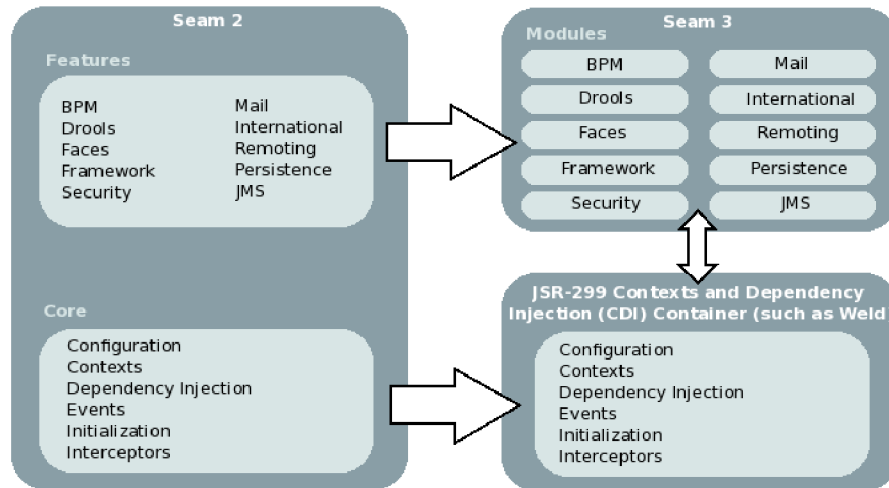 Seam 2
Features
BPM
Drools
Faces
Framework
Security
Mail
International
Remoting
Persistence
JMS
Core
Configuration
Contexts
Dependency Injection
Events
Initialization
Interceptors
Seam 3
Modules
BPM
Drools
Faces
Framework
Security
Mail
International
Remoting
Persistence
JMS
JSR-299 Contexts and Dependency
Injection (CDI) Container (such as Weld)
Configuration
Contexts
Dependency Injection
Events
Initialization
Interceptors